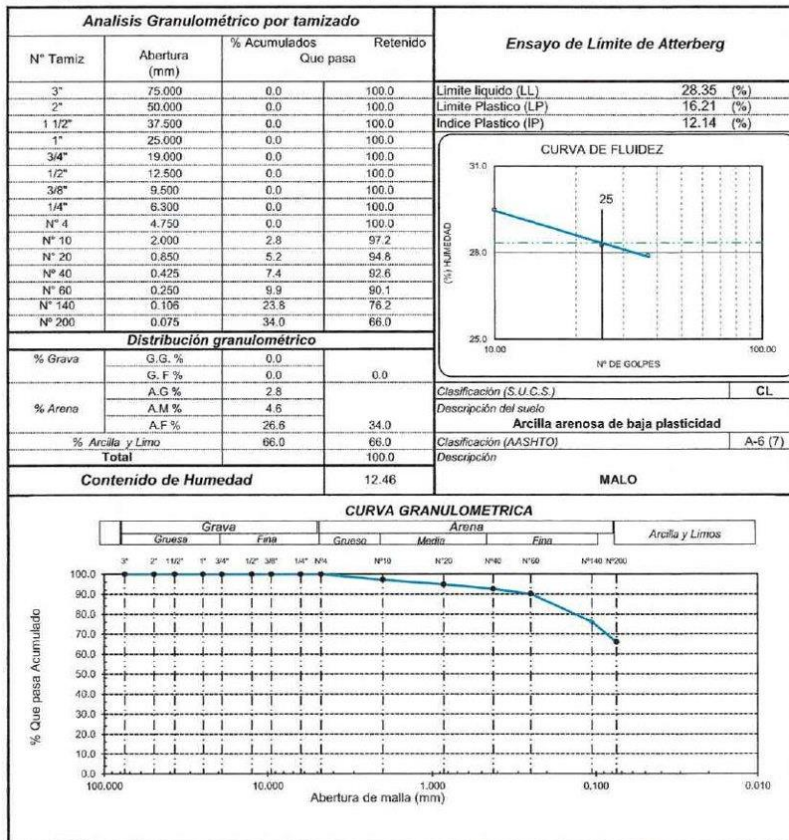 Analisis Granulométrico por tamizado
N° Tamiz Abertura (mm) % Acumulados Retenido Que pasa
3" 75.000 0.0 100.0
2" 50.000 0.0 100.0
1 1/2" 37.500 0.0 100.0
1" 25.000 0.0 100.0
3/4" 19.000 0.0 100.0
1/2" 12.500 0.0 100.0
3/8" 9.500 0.0 100.0
1/4" 6.300 0.0 100.0
N° 4 4.750 0.0 100.0
N° 10 2.000 2.8 97.2
N° 20 0.850 5.2 94.8
N° 40 0.425 7.4 92.6
N° 60 0.250 9.9 90.1
N° 140 0.106 23.8 76.2
N° 200 0.075 34.0 66.0
Distribución granulométrico
% Grava G.G. % 0.0
G. F % 0.0 0.0
A.G % 2.8
% Arena A.M % 4.6
A.F % 26.6 34.0
% Arcilla y Limo 66.0 66.0
Total 100.0
Contenido de Humedad 12.46
Ensayo de Límite de Atterberg
Limite liquido (LL) 28.35 (%)
Limite Plastico (LP) 16.21 (%)
Indice Plastico (IP) 12.14 (%)
CURVA DE FLUIDEZ
31.0
25
28.0
(%) HUMEDAD
25.0
10.00 100.00
N° DE GOLPES
Clasificación (S.U.C.S.) CL
Descripción del suelo
Arcilla arenosa de baja plasticidad
Clasificación (AASHTO) A-6 (7)
Descripción
MALO
CURVA GRANULOMETRICA
Grava Arena Arcilla y Limos
Gruesa Fina Grueso Media Fina
3" 2" 11/2" 1" 3/4" 1/2" 3/8" 1/4" N°4 N°10 N°20 N°40 N°60 N°140 N°200
100.0
90.0
80.0
70.0
60.0
50.0
40.0
30.0
20.0
10.0
0.0
% Que pasa Acumulado
100.000 10.000 1.000 0.100 0.010
Abertura de malla (mm)